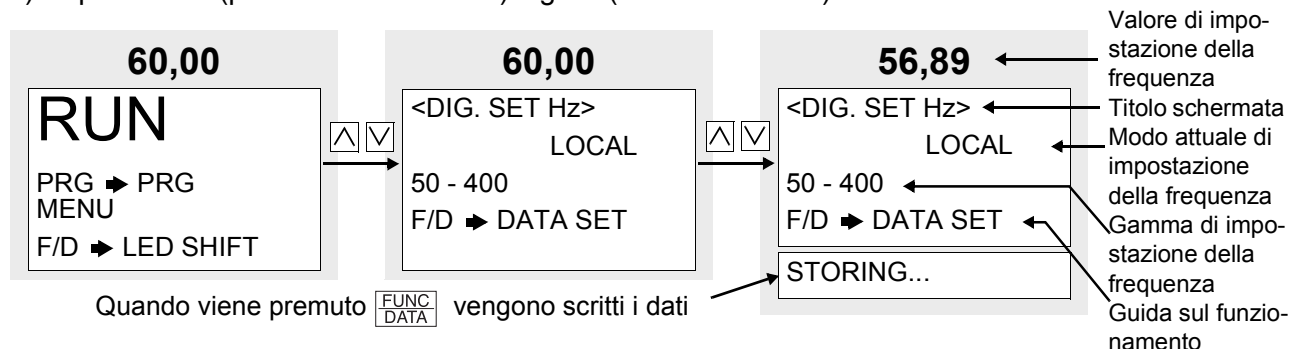 60,00
RUN
PRG ➨ PRG
MENU
F/D ➨ LED SHIFT
60,00
<DIG. SET Hz>
LOCAL
50 - 400
F/D ➨ DATA SET
56,89
<DIG. SET Hz>
LOCAL
50 - 400
F/D ➨ DATA SET
STORING...
Valore di impo-
stazione della
frequenza
Titolo schermata
Modo attuale di
impostazione
della frequenza
Gamma di impo-
stazione della
frequenza
Guida sul funzio-
namento
Quando viene premuto FUNC DATA vengono scritti i dati